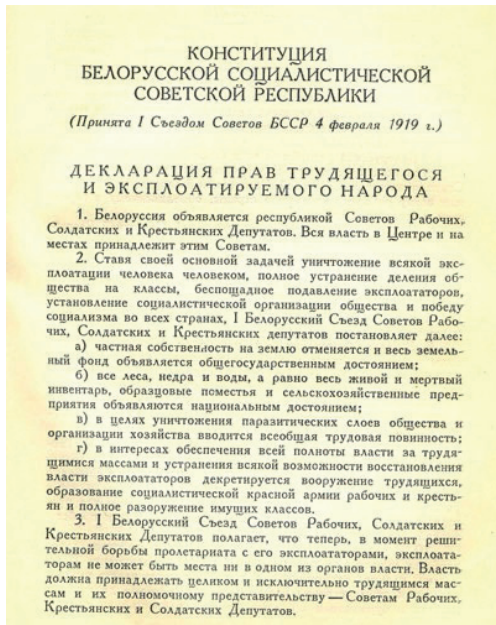 КОНСТИТУЦИЯ
БЕЛОРУССКОЙ СОЦИАЛИСТИЧЕСКОЙ
СОВЕТСКОЙ РЕСПУБЛИКИ
(Принята I Съездом Советов БССР 4 февраля 1919 г.)
ДЕКЛАРАЦИЯ ПРАВ ТРУДЯЩЕГОСЯ
И ЭКСПЛОАТИРУЕМОГО НАРОДА
1. Белоруссия объявляется республикой Советов Рабочих,
Солдатских и Крестьянских Депутатов. Вся власть в Центре и на
местах принадлежит этим Советам.
2. Ставя своей основной задачей уничтожение всякой экс-
плоатации человека человеком, полное устранение деления об-
щества на классы, беспощадное подавление эксплоататоров,
установление социалистической организации общества и победу
социализма во всех странах, I Белорусский Съезд Советов Рабо-
чих, Солдатских и Крестьянских депутатов постановляет далее:
а) частная собственность на землю отменяется и весь земель-
ный фонд объявляется общегосударственным достоянием;
б) все леса, недра и воды, а равно весь живой и мертвый
инвентарь, образцовые поместья и сельскохозяйственные пред-
приятия объявляются национальным достоянием;
в) в целях уничтожения паразитических слоев общества и
организации хозяйства вводится всеобщая трудовая повинность;
г) в интересах обеспечения всей полноты власти за трудя-
щимися массами и устранения всякой возможности восстановления
власти эксплоататоров декретируется вооружение трудящихся,
образование социалистической красной армии рабочих и кресть-
ян и полное разоружение имущих классов.
3. I Белорусский Съезд Советов Рабочих, Солдатских и
Крестьянских Депутатов полагает, что теперь, в момент реши-
тельной борьбы пролетариата с его эксплоататорами, эксплоата-
торам не может быть места ни в одном из органов власти. Власть
должна принадлежать целиком и исключительно трудящимся мас-
сам и их полномочному представительству — Советам Рабочих,
Крестьянских и Солдатских Депутатов.